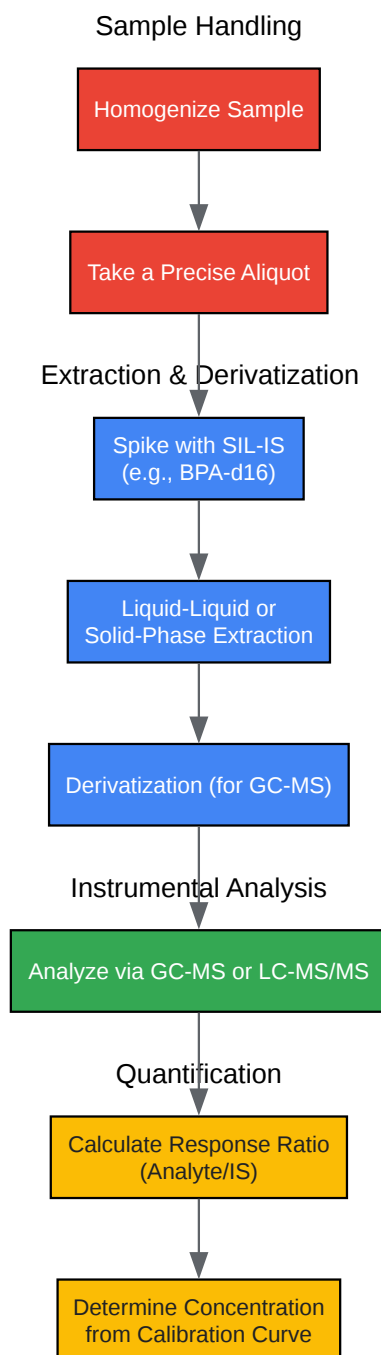 Sample Handling
Homogenize Sample
Take a Precise Aliquot
Extraction & Derivatization
Spike with SIL-IS
(e.g., BPA-d16)
Liquid-Liquid or
Solid-Phase Extraction
Derivatization (for GC-MS)
Instrumental Analysis
Analyze via GC-MS or LC-MS/MS
Quantification
Calculate Response Ratio
(Analyte/IS)
Determine Concentration
from Calibration Curve